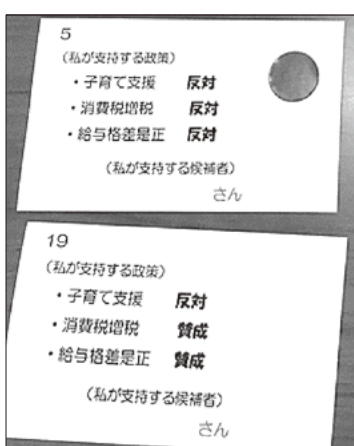 5
(私が支持する政策)
・子育て支援 反対
・消費税増税 反対
・給与格差是正 反対
(私が支持する候補者)
さん
19
(私が支持する政策)
・子育て支援 反対
・消費税増税 賛成
・給与格差是正 賛成
(私が支持する候補者)
さん